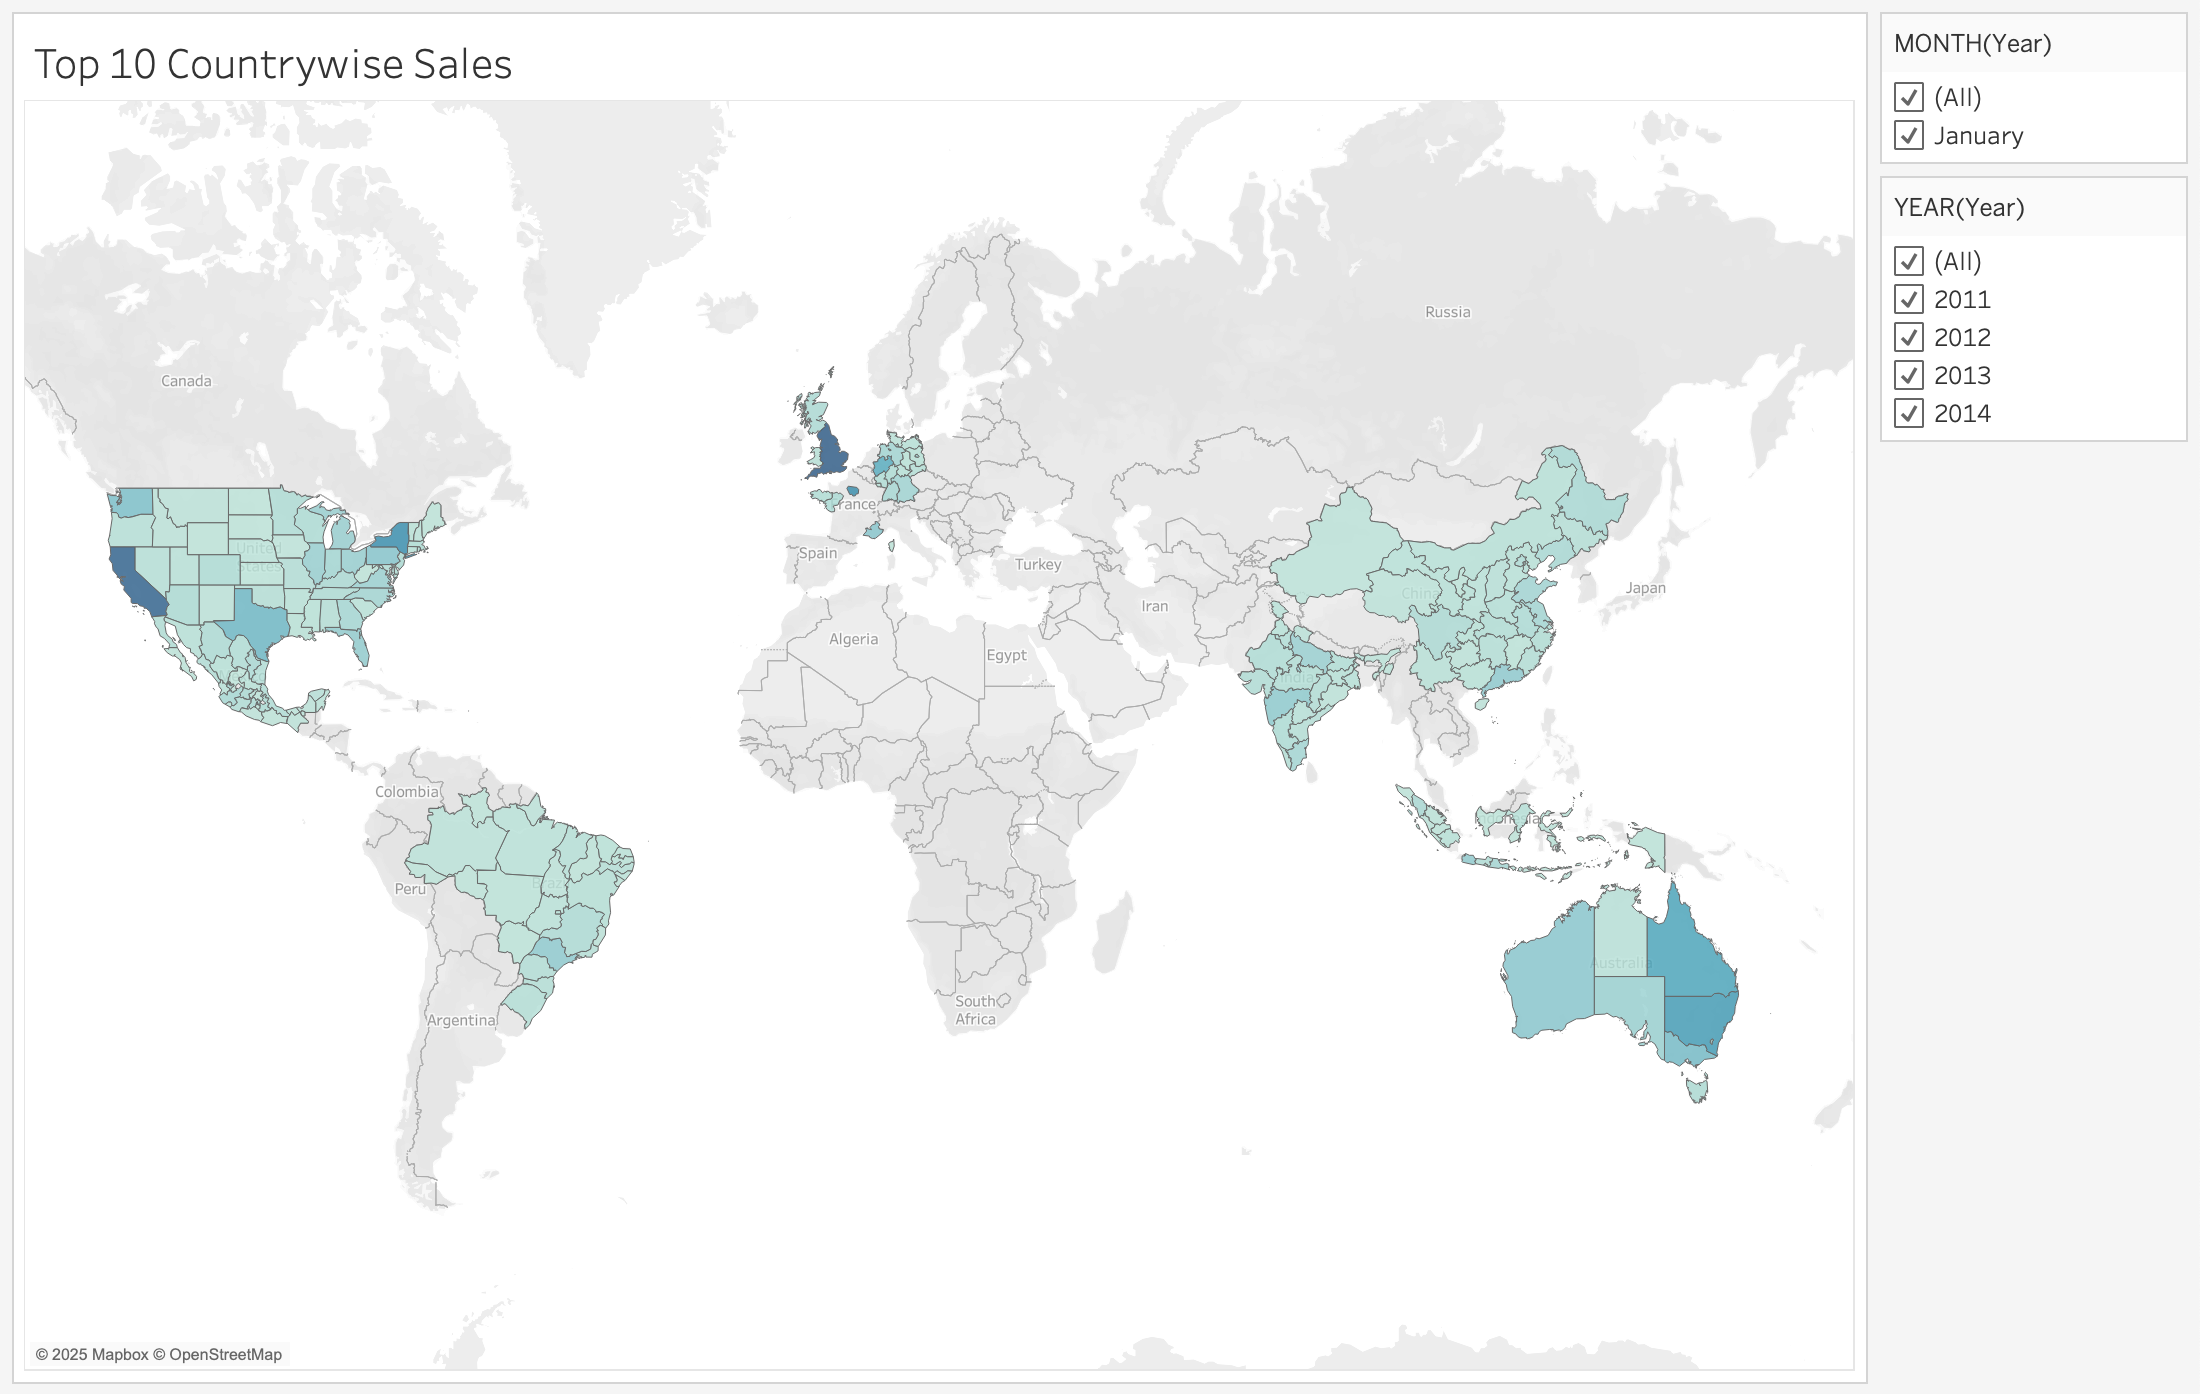 Top 10 Countrywise Sales
MONTH(Year)
(All)
January
YEAR(Year)
(All)
2011
2012
2013
2014
Russia
Canada
rance
United
States
Spain
Turkey
Japan
China
Iran
Algeria
Egypt
India
Colombia
Indonesia
Peru
Brazil
Australia
South
Africa
Argentina
© 2025 Mapbox © OpenStreetMap